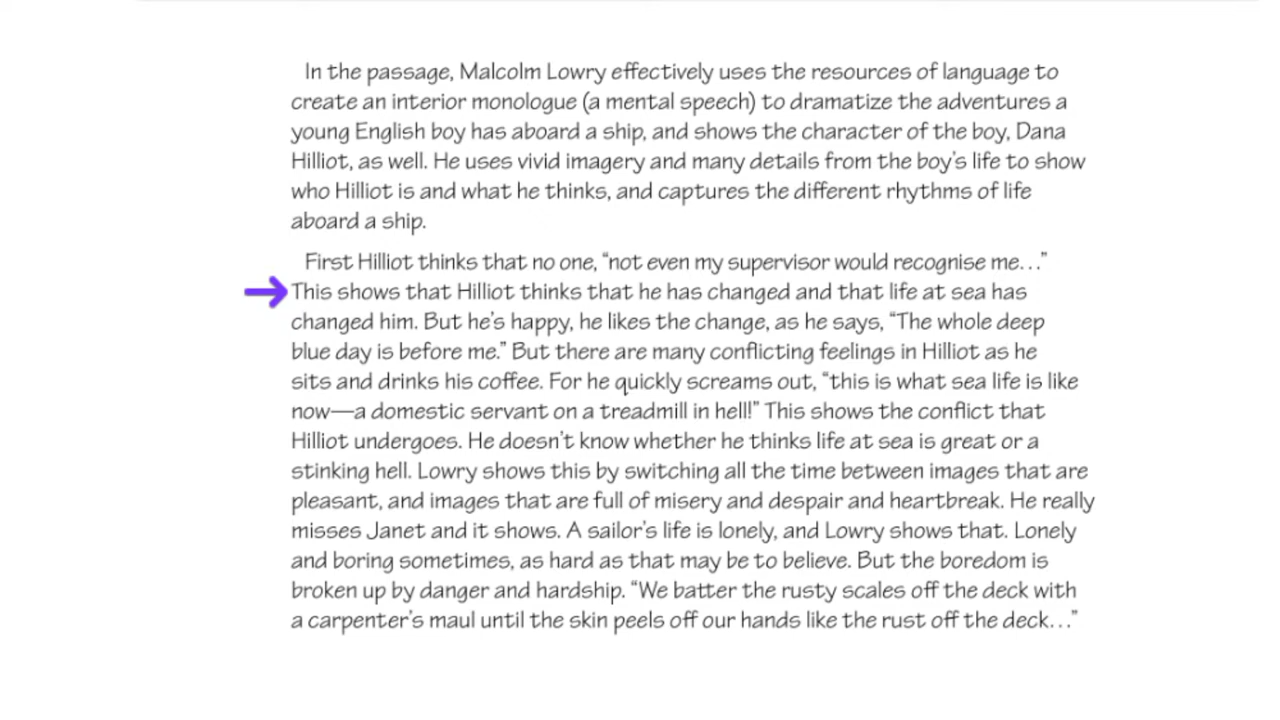 In the passage, Malcolm Lowry effectively uses the resources of language to
create an interior monologue (a mental speech) to dramatize the adventures a
young English boy has aboard a ship, and shows the character of the boy, Dana
Hilliot, as well. He uses vivid imagery and many details from the boy's life to show
who Hilliot is and what he thinks, and captures the different rhythms of life
aboard a ship.
First Hilliot thinks that no one, “not even my supervisor would recognise me...”
This shows that Hilliot thinks that he has changed and that life at sea has
changed him. But he's happy, he likes the change, as he says, “The whole deep
blue day is before me.” But there are many conflicting feelings in Hilliot as he
sits and drinks his coffee. For he quickly screams out, “this is what sea life is like
now—a domestic servant on a treadmill in hell!” This shows the conflict that
Hilliot undergoes. He doesn't know whether he thinks life at sea is great or a
stinking hell. Lowry shows this by switching all the time between images that are
pleasant, and images that are full of misery and despair and heartbreak. He really
misses Janet and it shows. A sailor's life is lonely, and Lowry shows that. Lonely
and boring sometimes, as hard as that may be to believe. But the boredom is
broken up by danger and hardship. “We batter the rusty scales off the deck with
a carpenter's maul until the skin peels off our hands like the rust off the deck...”